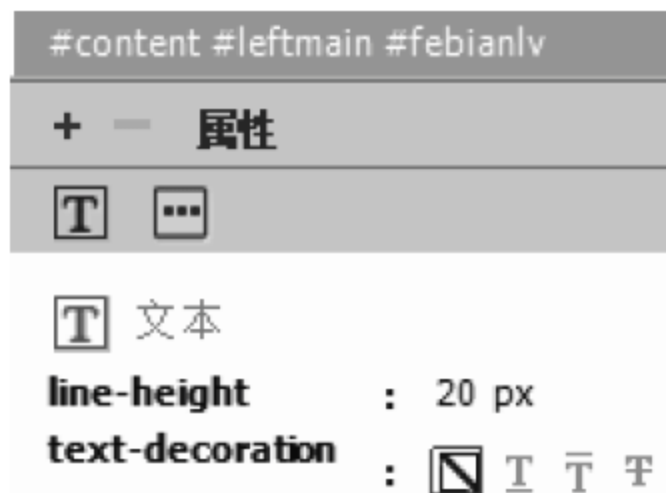 #content #leftmain #febianlv
+ − 属性
T ···
T 文本
line-height : 20 px
text-decoration : T T T